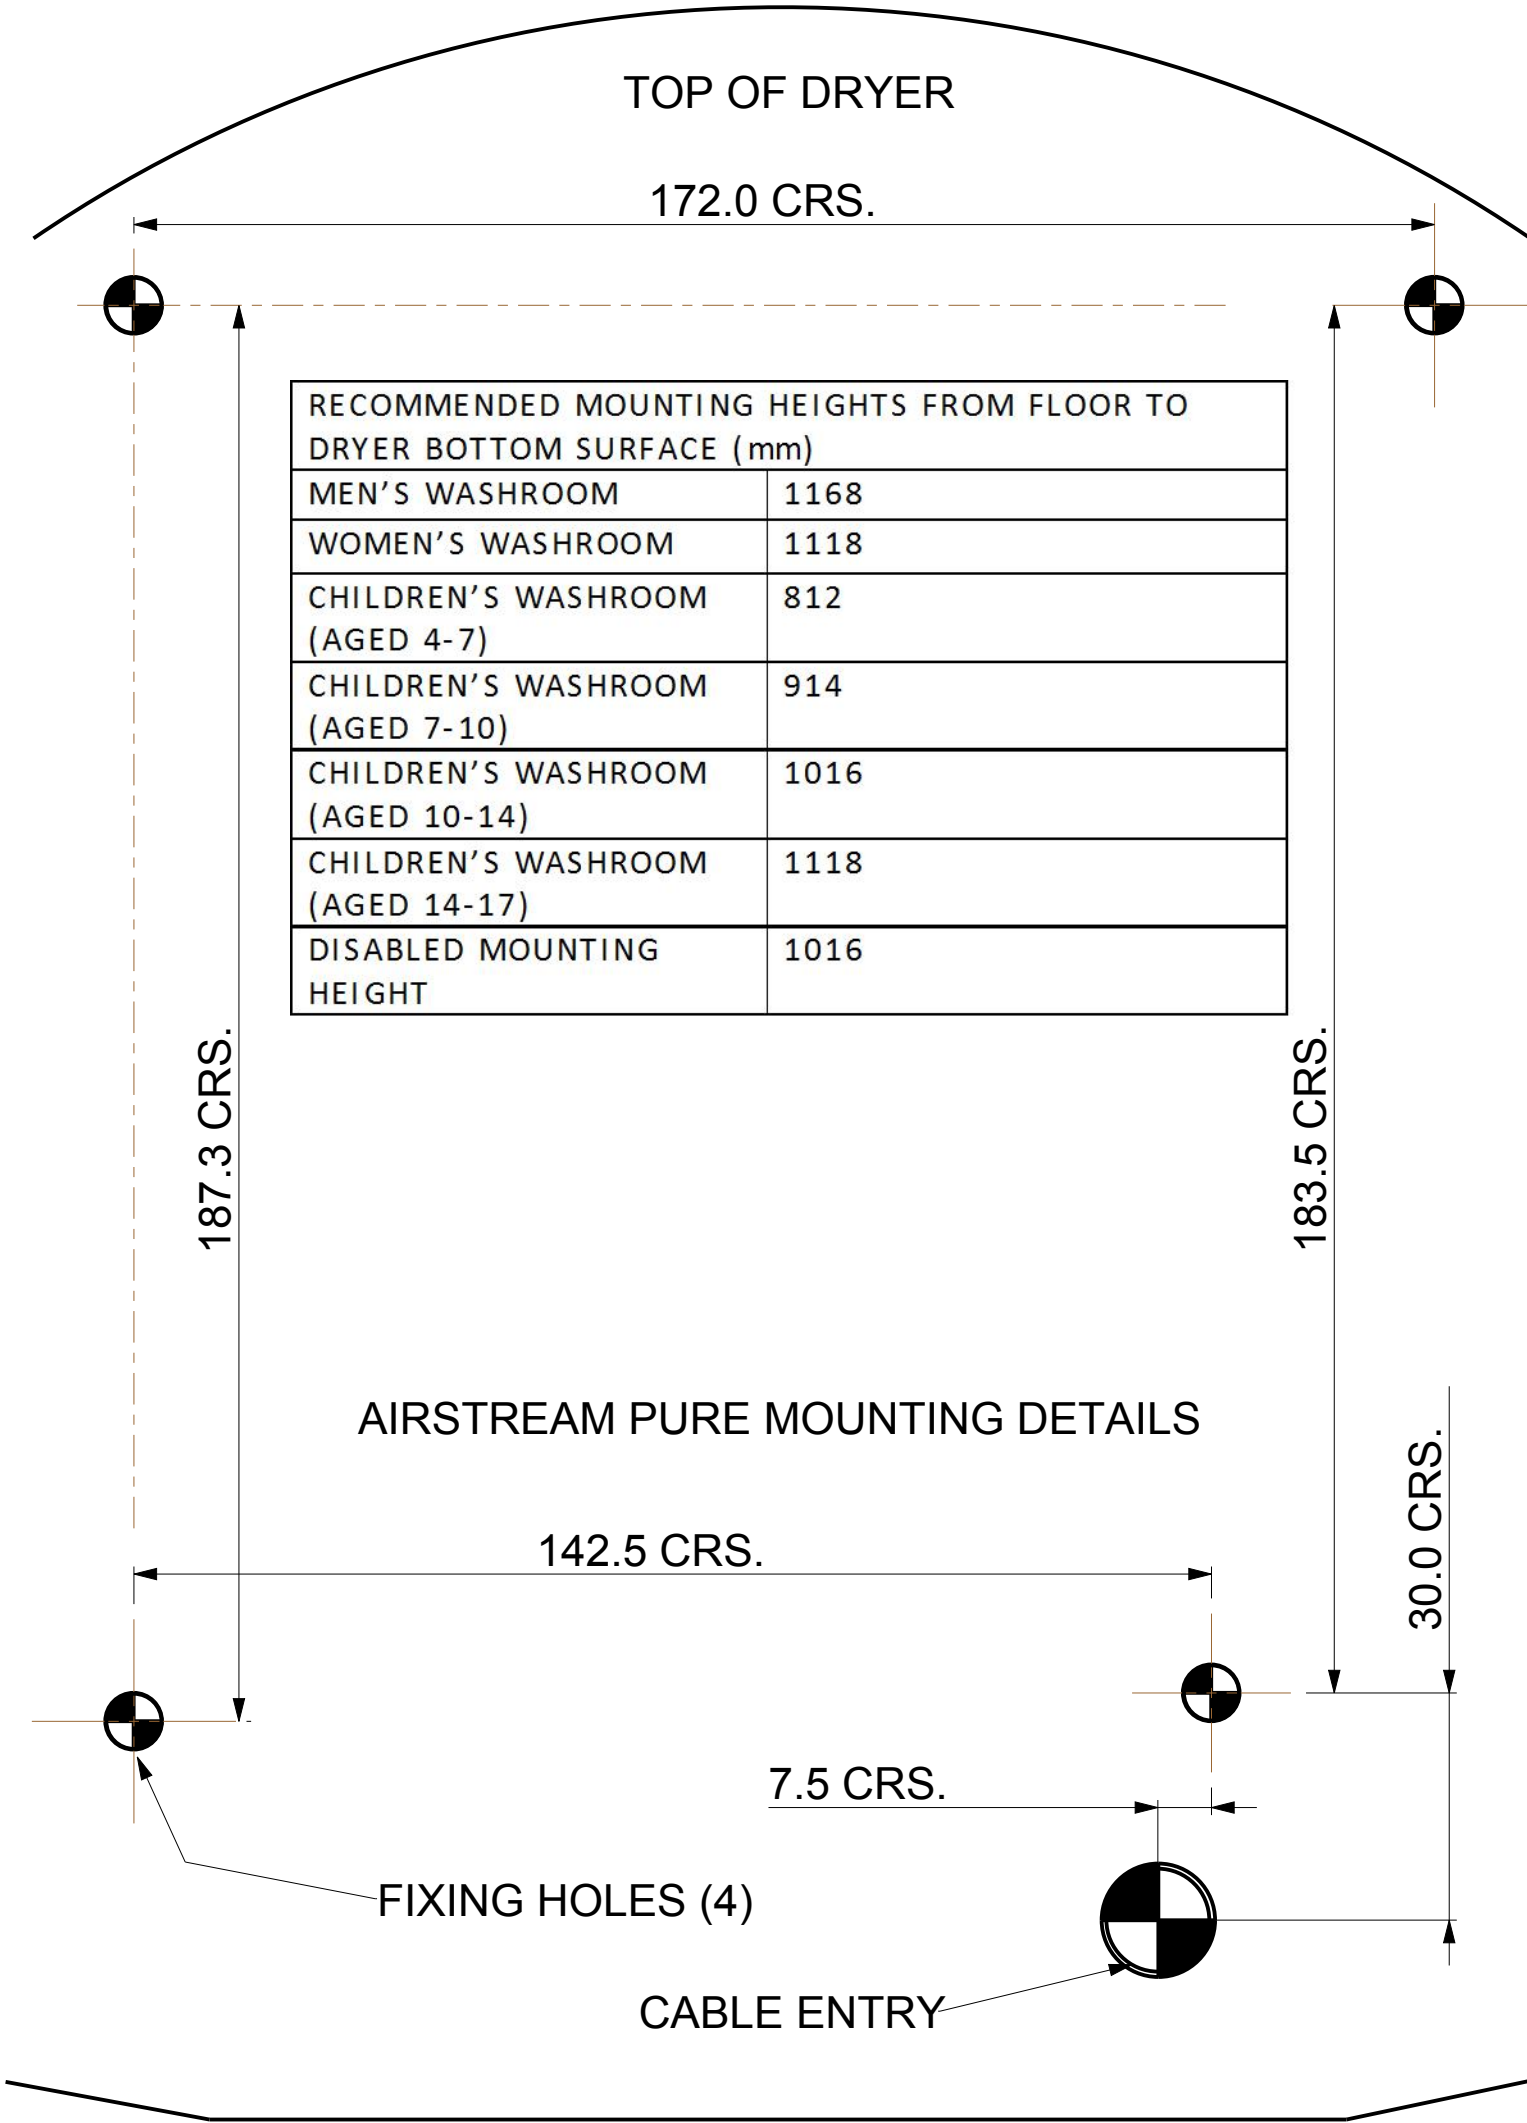 TOP OF DRYER
172.0 CRS.
RECOMMENDED MOUNTING HEIGHTS FROM FLOOR TO
DRYER BOTTOM SURFACE (mm)
MEN'S WASHROOM 1168
WOMEN'S WASHROOM 1118
CHILDREN'S WASHROOM 812
(AGED 4-7)
CHILDREN'S WASHROOM 914
(AGED 7-10)
CHILDREN'S WASHROOM 1016
(AGED 10-14)
CHILDREN'S WASHROOM 1118
(AGED 14-17)
DISABLED MOUNTING 1016
HEIGHT
187.3 CRS.
183.5 CRS.
AIRSTREAM PURE MOUNTING DETAILS
30.0 CRS.
142.5 CRS.
7.5 CRS.
FIXING HOLES (4)
CABLE ENTRY